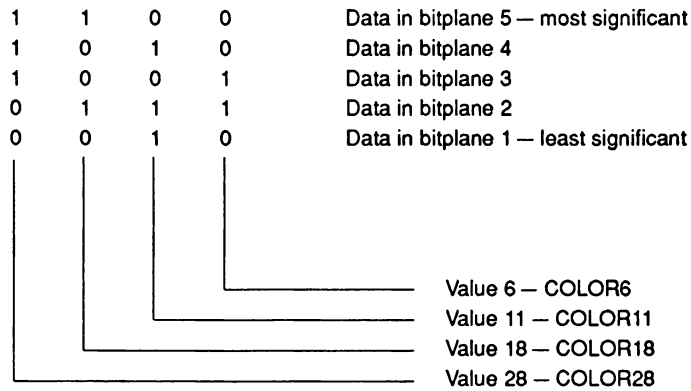 1 1 0 0 Data in bitplane 5 — most significant
1 0 1 0 Data in bitplane 4
1 0 0 1 Data in bitplane 3
0 1 1 1 Data in bitplane 2
0 0 1 0 Data in bitplane 1 — least significant
Value 6 — COLOR6
Value 11 — COLOR11
Value 18 — COLOR18
Value 28 — COLOR28